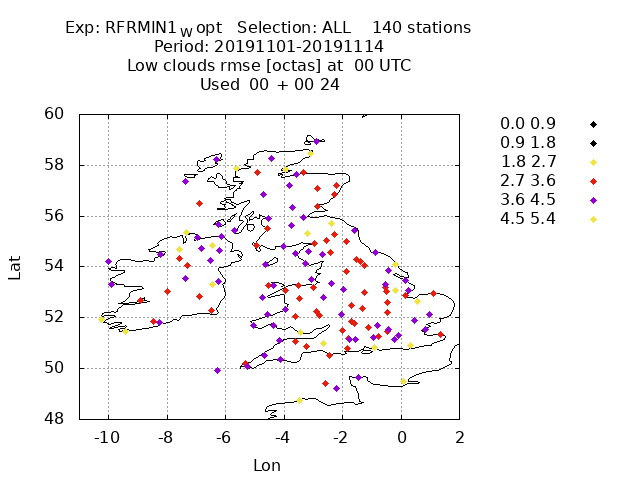 Exp: RFRMIN1wopt Selection: ALL 140 stations
Period: 20191101-20191114
Low clouds rmse [octas] at 00 UTC
Used 00 + 00 24
60
58
56
54
52
50
48
Lat
-10 -8 -6 -4 -2 0 2
Lon
0.0 0.9
0.9 1.8
1.8 2.7
2.7 3.6
3.6 4.5
4.5 5.4